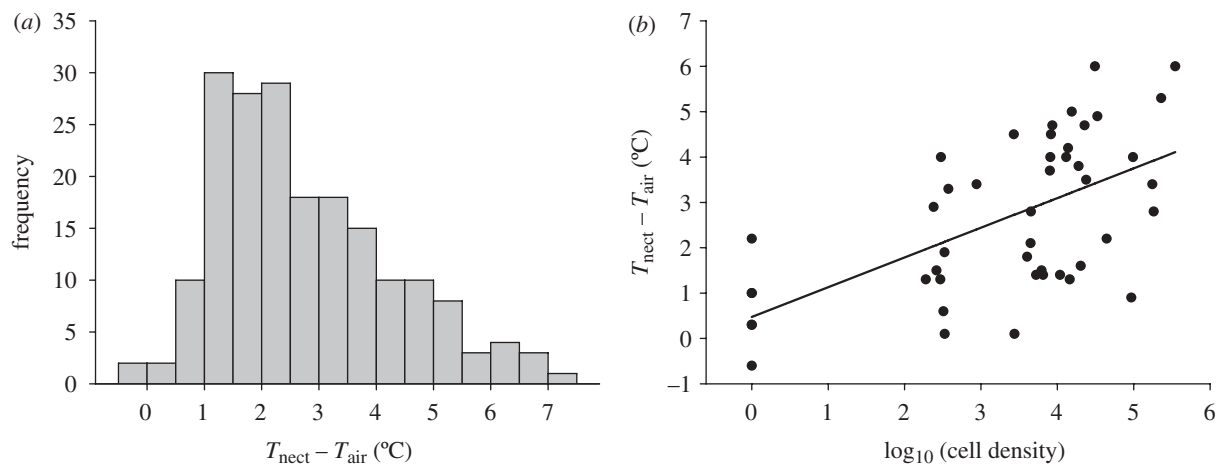 (a)
35
30
25
20
15
10
5
0
frequency
0 1 2 3 4 5 6 7
T_nect – T_air (ºC)
(b)
7
6
5
4
3
2
1
0
–1
T_nect – T_air (ºC)
0 1 2 3 4 5 6
log₁₀ (cell density)